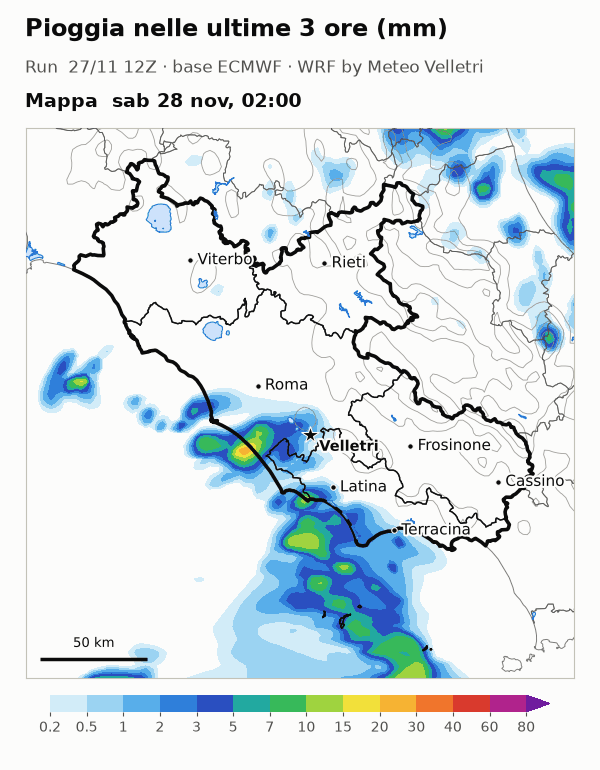 Pioggia nelle ultime 3 ore (mm)
Run  27/11 12Z · base ECMWF · WRF by Meteo Velletri
Mappa  sab 28 nov, 02:00
Viterbo
Rieti
Roma
Velletri
Frosinone
Latina
Cassino
Terracina
50 km
0.2 0.5 1 2 3 5 7 10 15 20 30 40 60 80